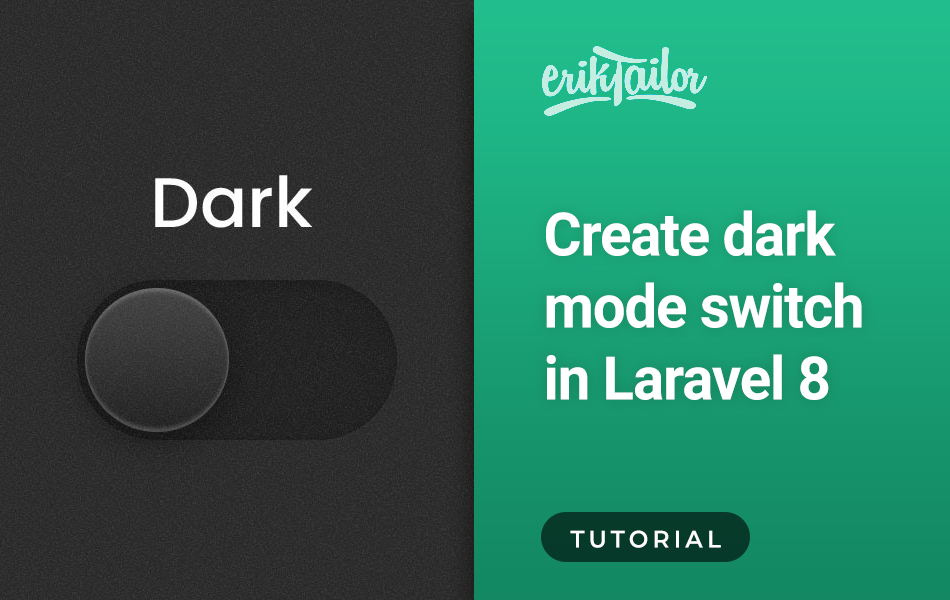 Dark
erikTailor
Create dark
mode switch
in Laravel 8
TUTORIAL